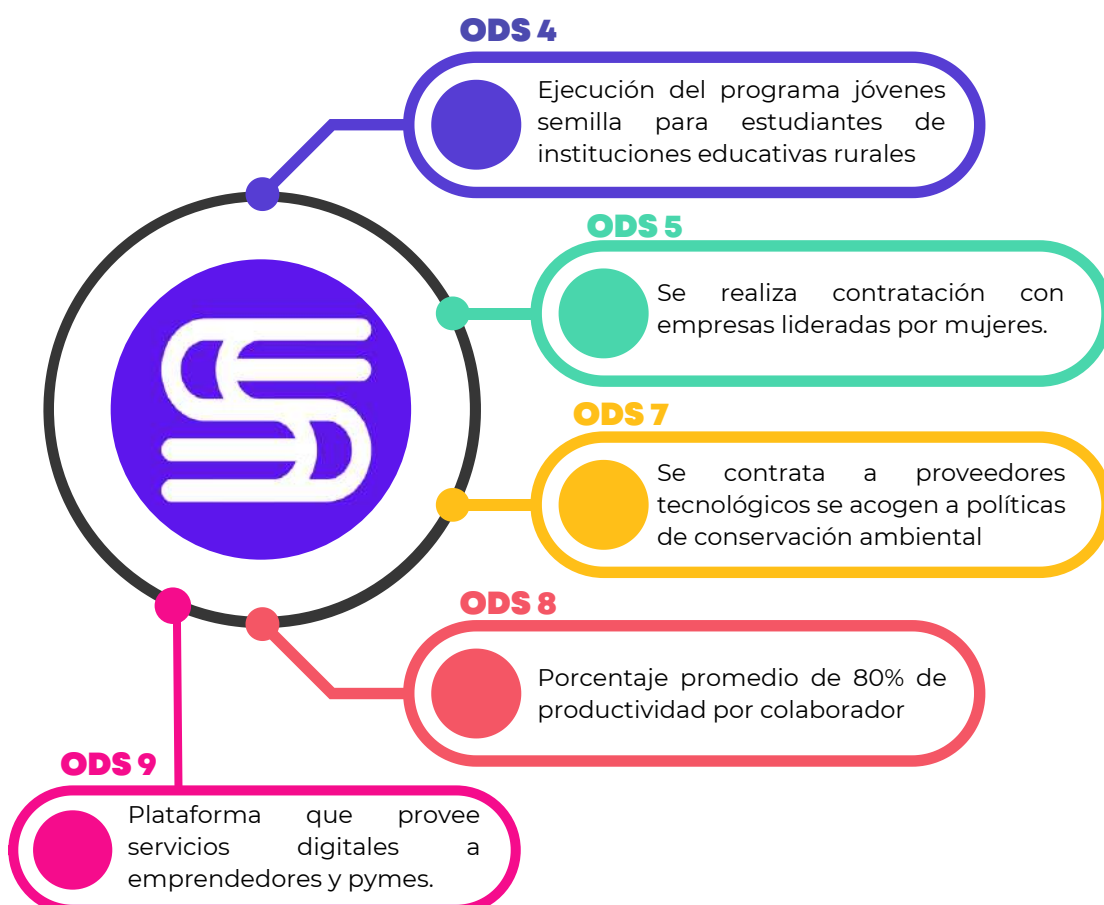 ODS 4
Ejecución del programa jóvenes
semilla para estudiantes de
instituciones educativas rurales
ODS 5
Se realiza contratación con
empresas lideradas por mujeres.
ODS 7
Se contrata a proveedores
tecnológicos se acogen a políticas
de conservación ambiental
ODS 8
Porcentaje promedio de 80% de
productividad por colaborador
ODS 9
Plataforma que provee
servicios digitales a
emprendedores y pymes.